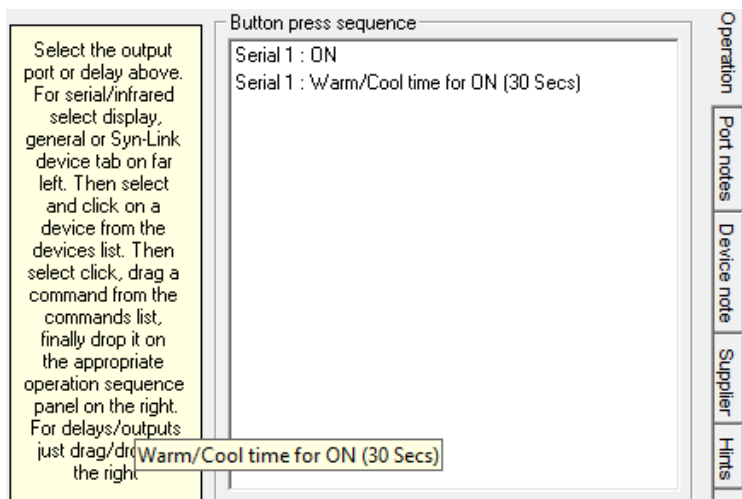 Select the output
port or delay above.
For serial/infrared
select display,
general or Syn-Link
device tab on far
left. Then select
and click on a
device from the
devices list. Then
select click, drag a
command from the
commands list,
finally drop it on
the appropriate
operation sequence
panel on the right.
For delays/outputs
just drag/
the right
Warm/Cool time for ON (30 Secs)
Button press sequence
Serial 1 : ON
Serial 1 : Warm/Cool time for ON (30 Secs)
Operation
Port notes
Device note
Supplier
Hints